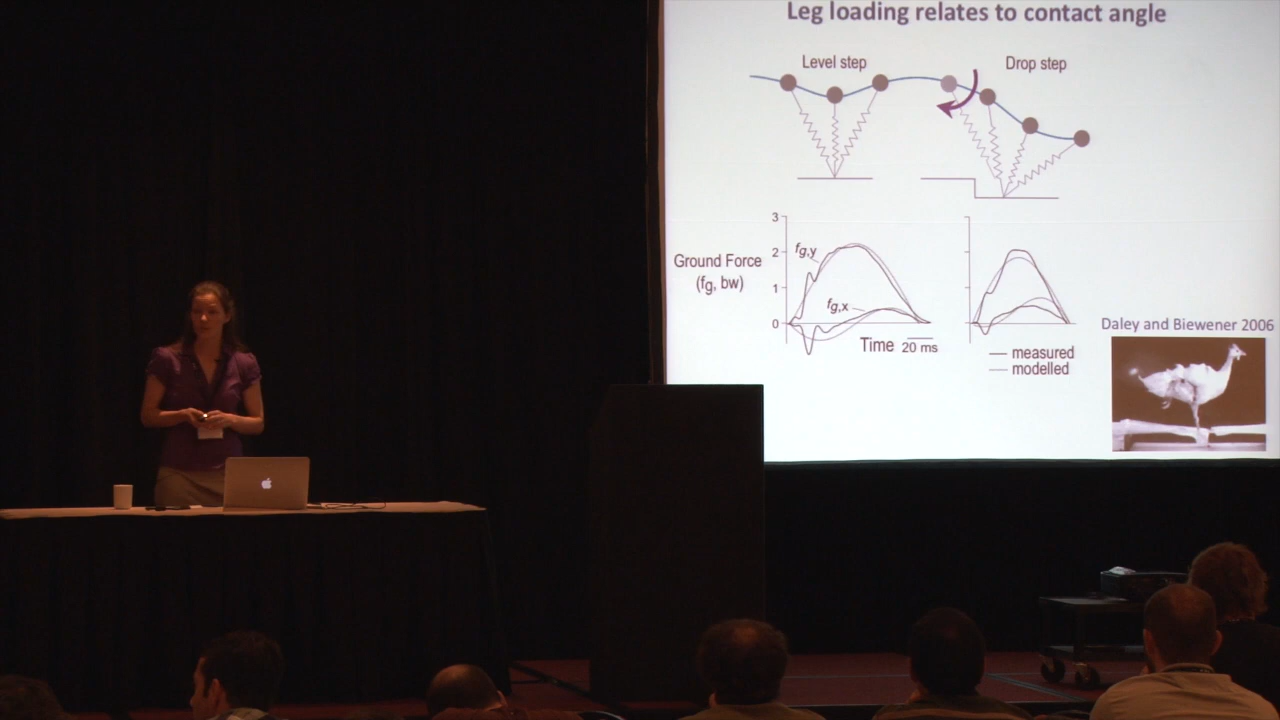 Leg loading relates to contact angle
Level step
Drop step
3
2
1
0
Ground Force
(fg, bw)
fg,y
fg,x
Time
20 ms
measured
modelled
Daley and Biewener 2006